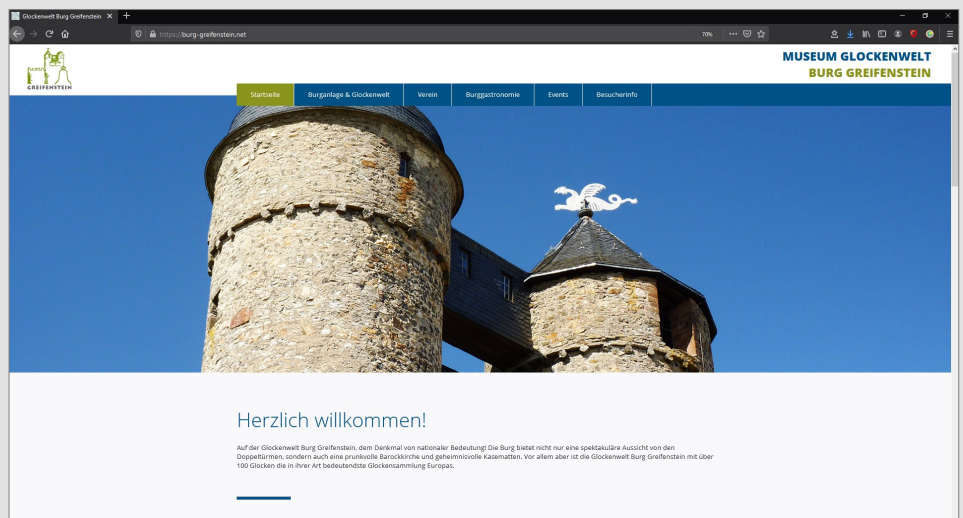 Glockenwelt Burg Greifenstein
https://burg-greifenstein.net
70%
GREIFENSTEIN
MUSEUM GLOCKENWELT
BURG GREIFENSTEIN
Startseite Burganlage & Glockenwelt Verein Burggastronomie Events Besucherinfo
Herzlich willkommen!
Auf der Glockenwelt Burg Greifenstein, dem Denkmal von nationaler Bedeutung! Die Burg bietet nicht nur eine spektakuläre Aussicht von den
Doppeltürmen, sondern auch eine prunkvolle Barockkirche und geheimnisvolle Kasematten. Vor allem aber ist die Glockenwelt Burg Greifenstein mit über
100 Glocken die in ihrer Art bedeutendste Glockensammlung Europas.